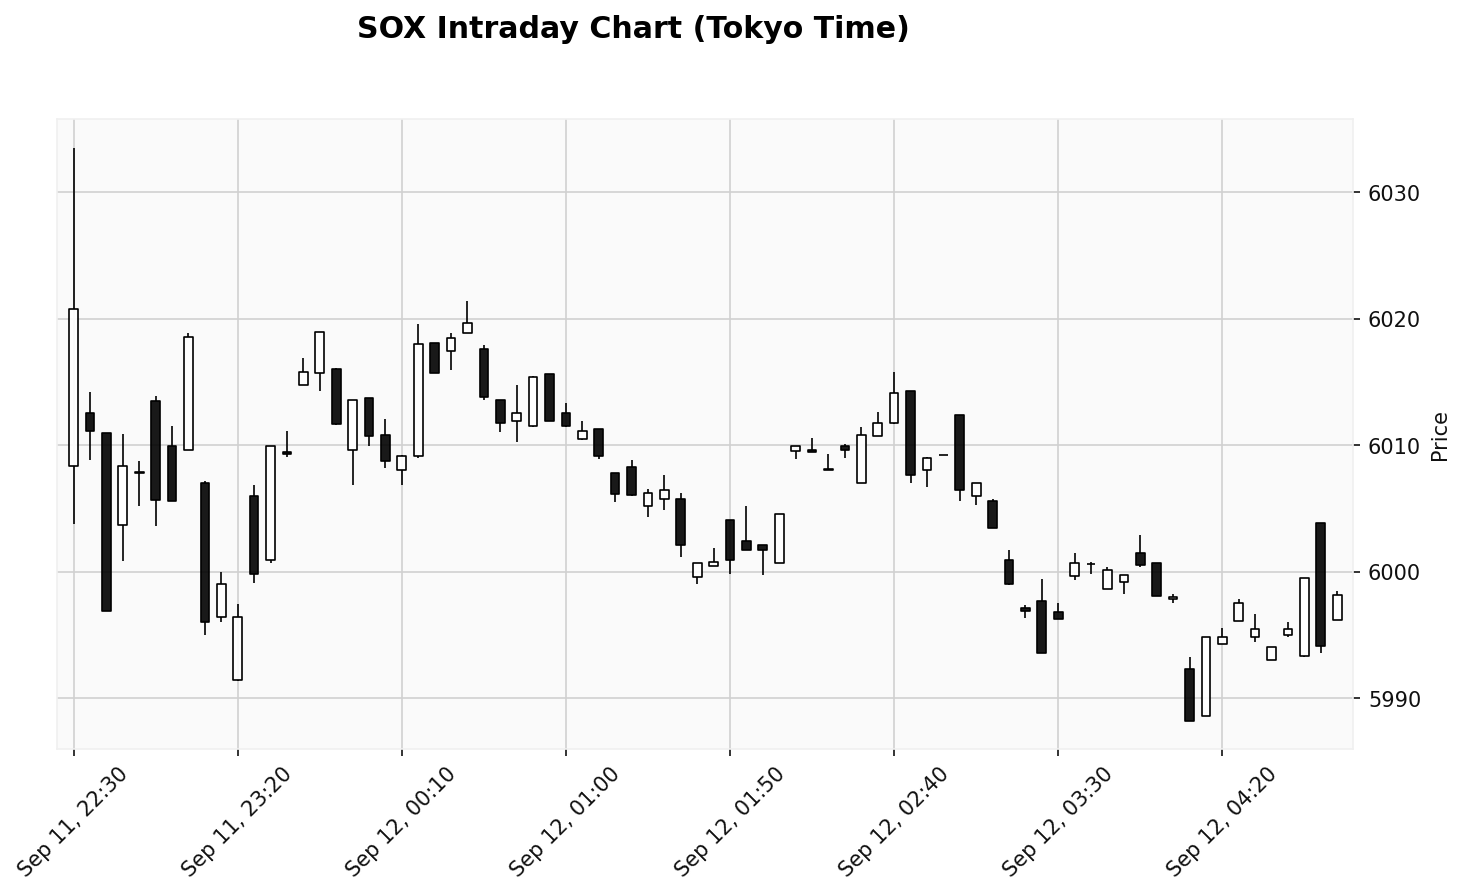 SOX Intraday Chart (Tokyo Time)
6030
6020
6010
6000
5990
Price
Sep 11, 22:30
Sep 11, 23:20
Sep 12, 00:10
Sep 12, 01:00
Sep 12, 01:50
Sep 12, 02:40
Sep 12, 03:30
Sep 12, 04:20